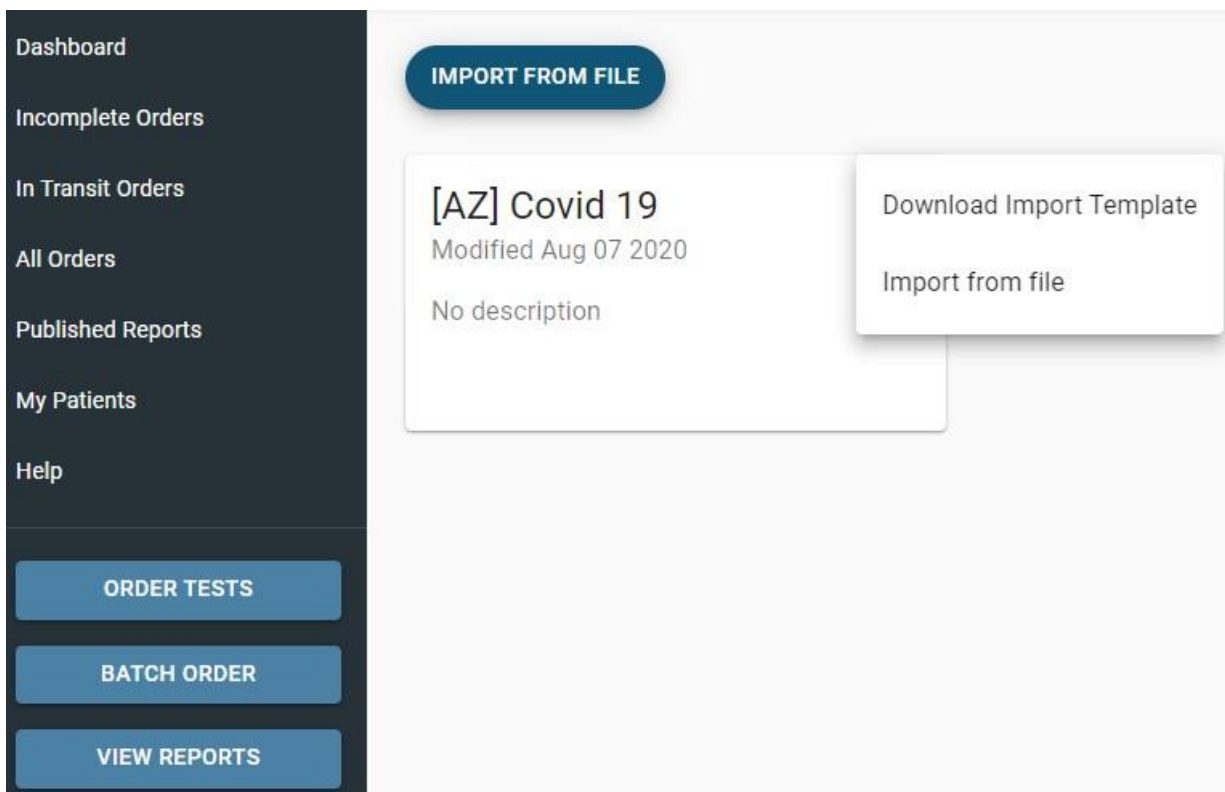 Dashboard
Incomplete Orders
In Transit Orders
All Orders
Published Reports
My Patients
Help
ORDER TESTS
BATCH ORDER
VIEW REPORTS
IMPORT FROM FILE
[AZ] Covid 19
Modified Aug 07 2020
No description
Download Import Template
Import from file